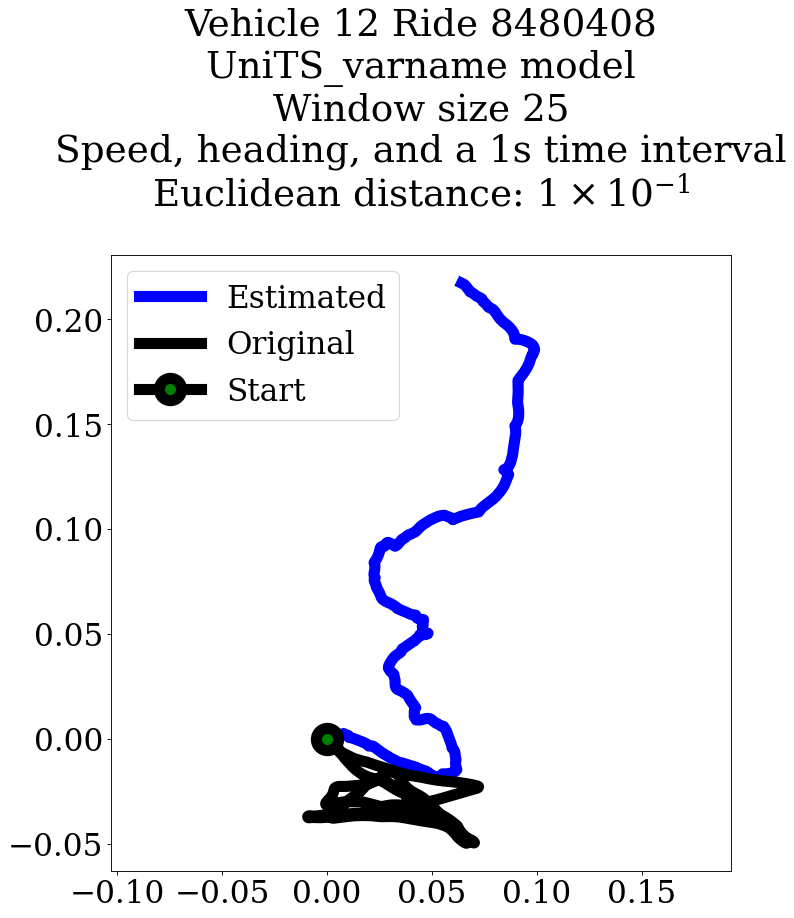 Vehicle 12 Ride 8480408
UniTS_varname model
Window size 25
Speed, heading, and a 1s time interval
Euclidean distance: 1 × 10⁻¹
Estimated
Original
Start
0.20
0.15
0.10
0.05
0.00
−0.05
−0.10 −0.05 0.00 0.05 0.10 0.15